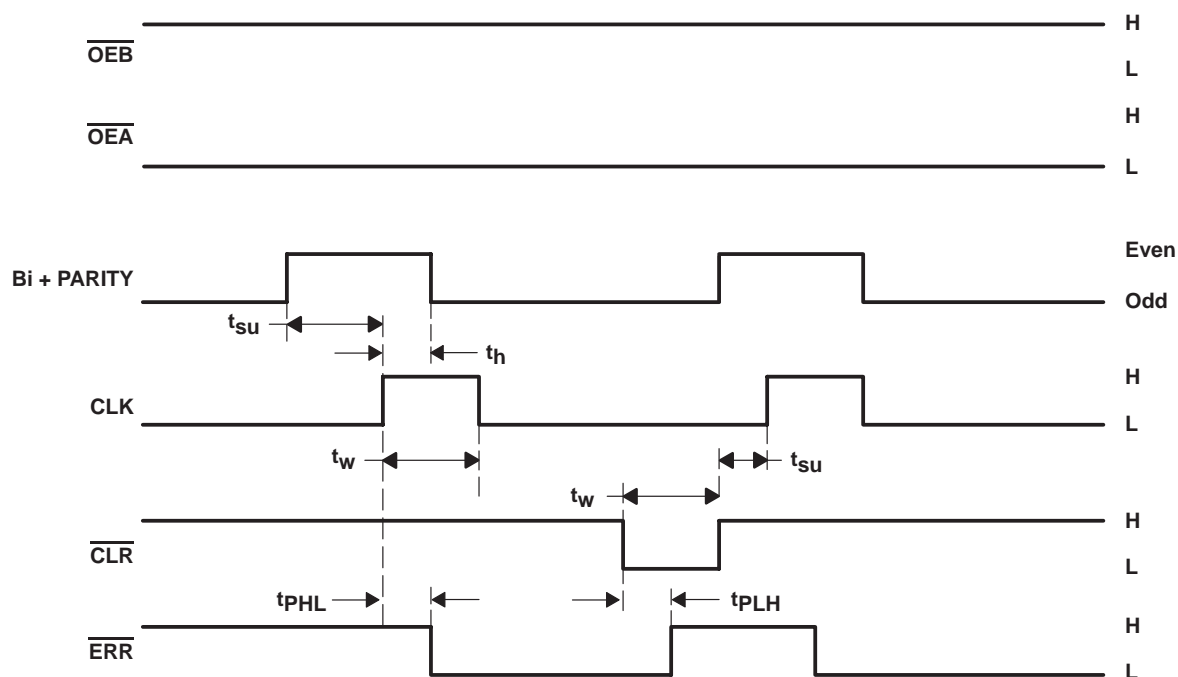 H
OEB
L
H
OEA
L
Even
Bi + PARITY
Odd
tsu
th
H
CLK
L
tw
tsu
tw
H
CLR
L
tPHL
tPLH
H
ERR
L